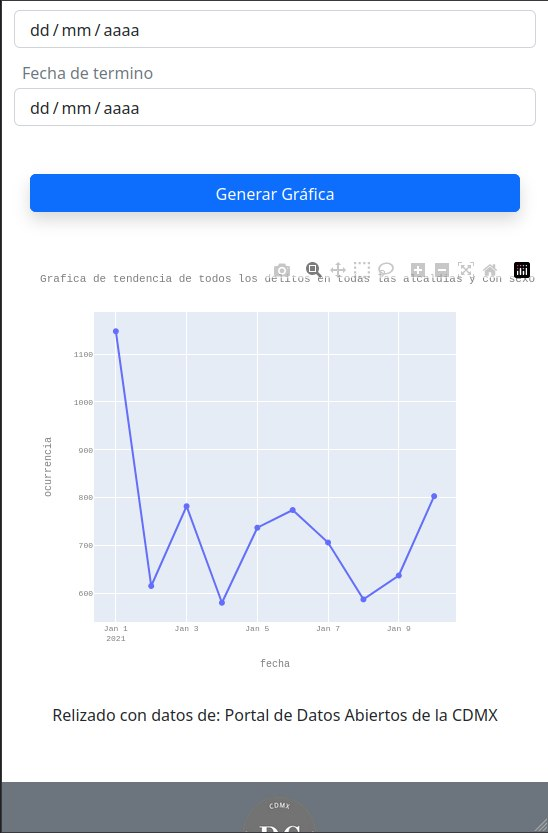 dd / mm / aaaa
Fecha de termino
dd / mm / aaaa
Generar Gráfica
Grafica de tendencia de todos los delitos en todas las alcaldias y con sexo
1100
1000
900
800
700
600
ocurrencia
Jan 1 Jan 3 Jan 5 Jan 7 Jan 9
2021
fecha
Relizado con datos de: Portal de Datos Abiertos de la CDMX
CDMX